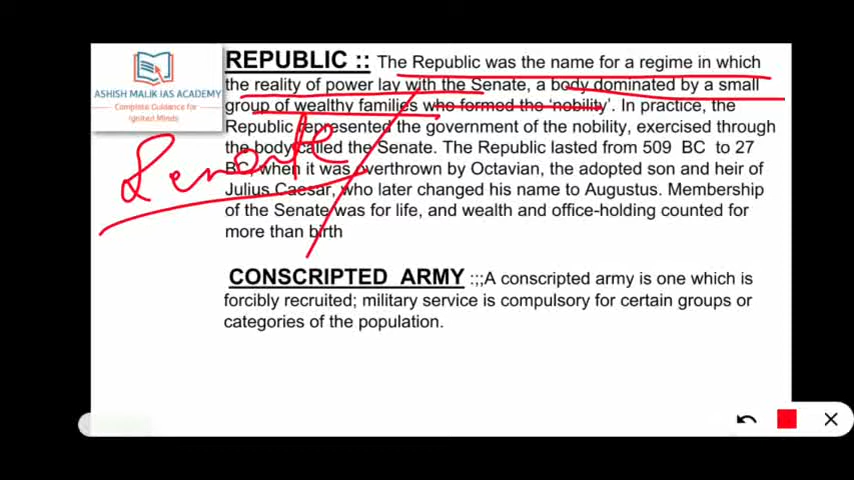 ASHISH MALIK IAS ACADEMY
Complete Guidance for
Ignited Minds
REPUBLIC :: The Republic was the name for a regime in which
the reality of power lay with the Senate, a body dominated by a small
group of wealthy families who formed the ‘nobility’. In practice, the
Republic represented the government of the nobility, exercised through
the body called the Senate. The Republic lasted from 509 BC to 27
BC, when it was overthrown by Octavian, the adopted son and heir of
Julius Caesar, who later changed his name to Augustus. Membership
of the Senate was for life, and wealth and office-holding counted for
more than birth
Senate
CONSCRIPTED ARMY :;;A conscripted army is one which is
forcibly recruited; military service is compulsory for certain groups or
categories of the population.